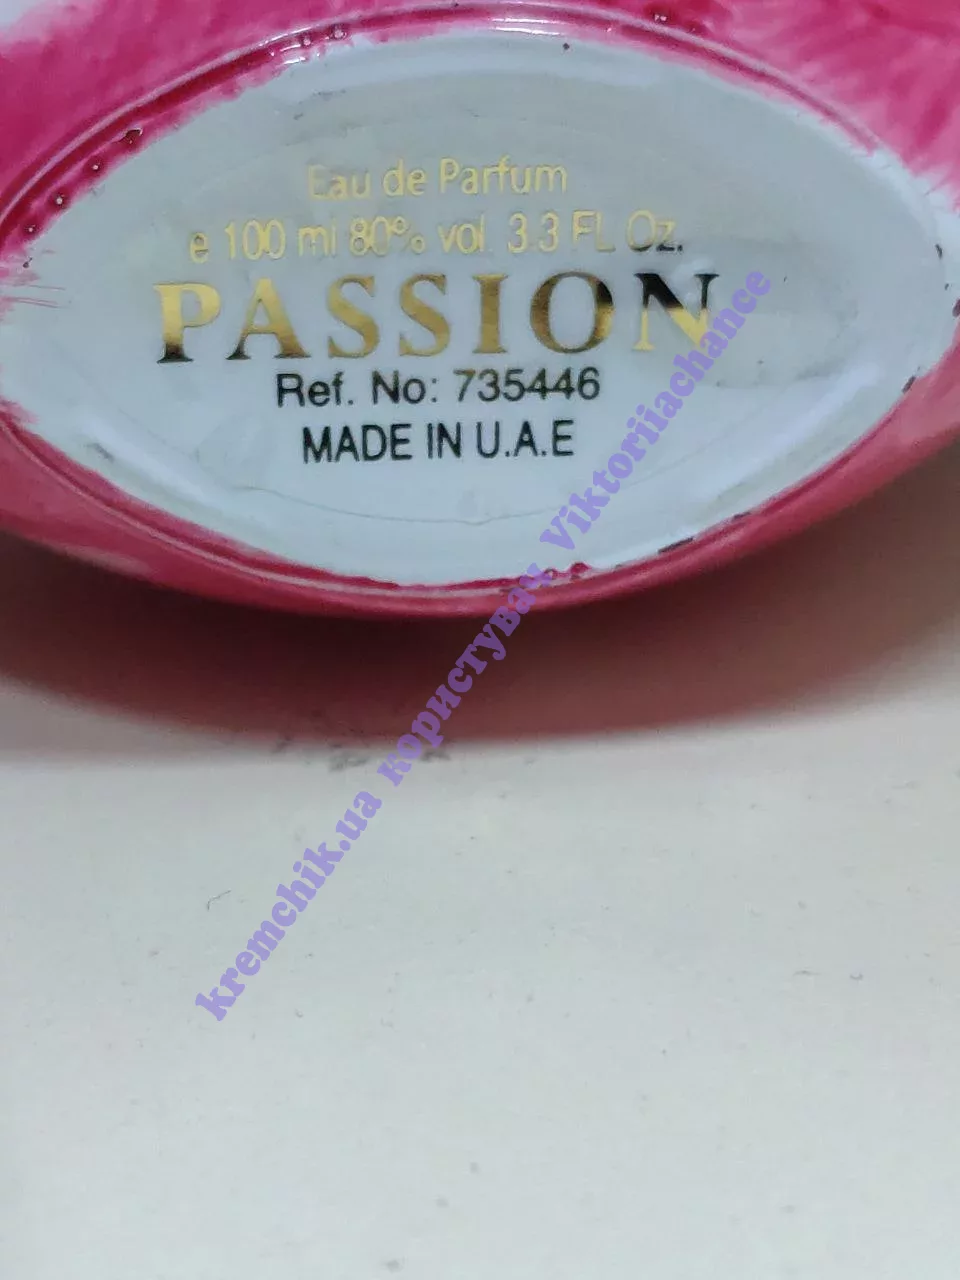 Eau de Parfum
e 100 ml 80% vol. 3.3 FL Oz.
PASSION
Ref. No: 735446
MADE IN U.A.E
kremchik.ua користувач Viktoriiachance